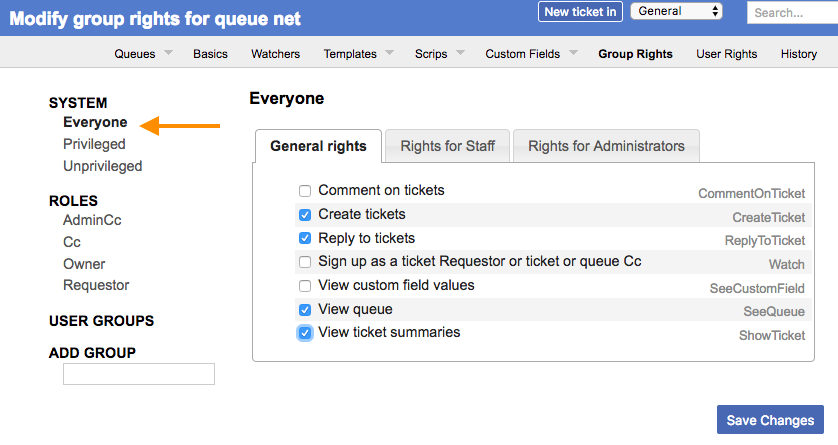 Modify group rights for queue net
New ticket in General Search...
Queues Basics Watchers Templates Scrips Custom Fields Group Rights User Rights History
SYSTEM
Everyone
Privileged
Unprivileged
ROLES
AdminCc
Cc
Owner
Requestor
USER GROUPS
ADD GROUP
Everyone
General rights Rights for Staff Rights for Administrators
Comment on tickets CommentOnTicket
Create tickets CreateTicket
Reply to tickets ReplyToTicket
Sign up as a ticket Requestor or ticket or queue Cc Watch
View custom field values SeeCustomField
View queue SeeQueue
View ticket summaries ShowTicket
Save Changes